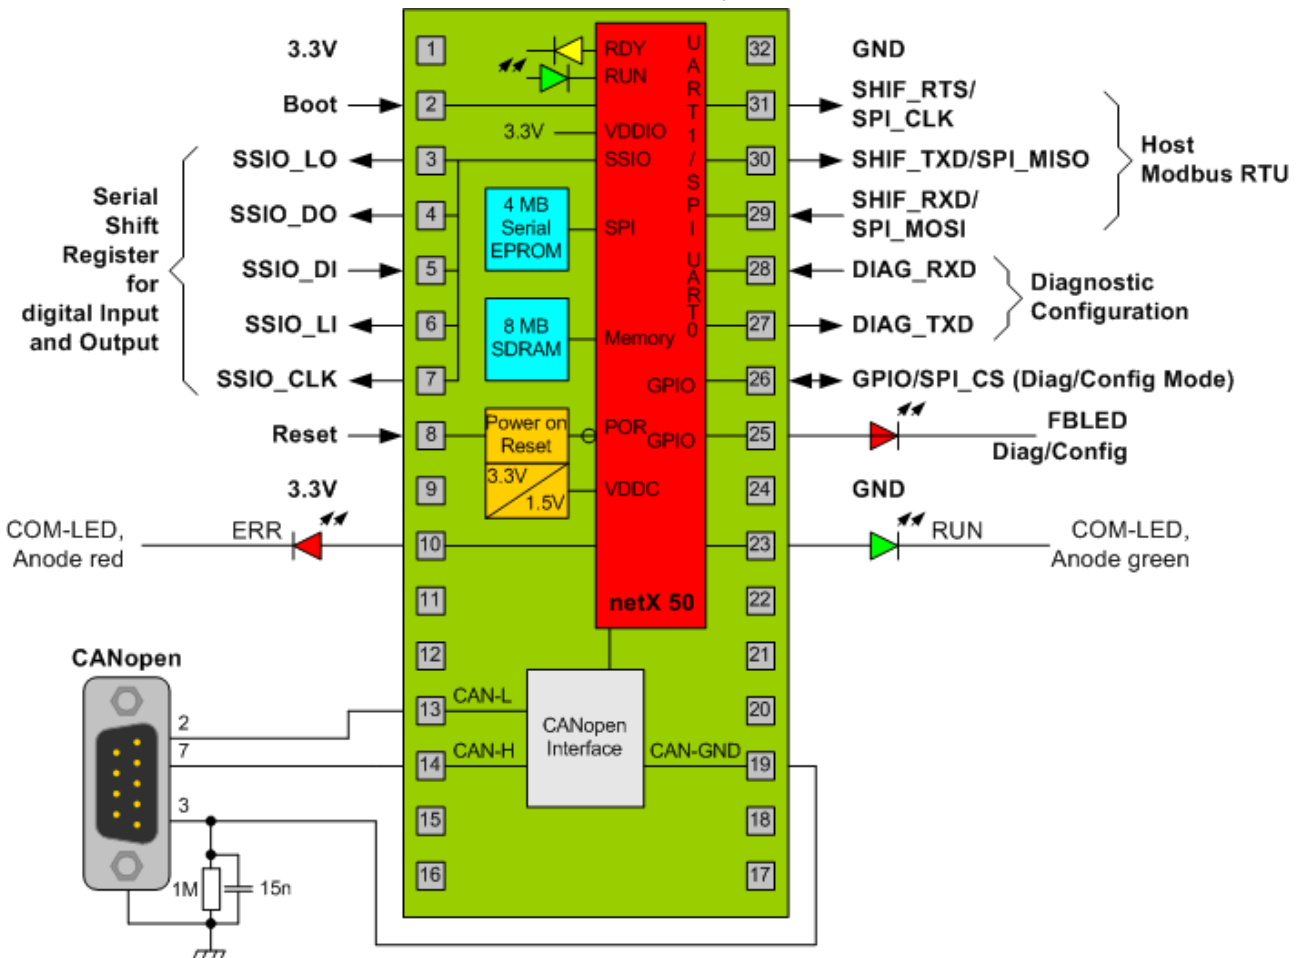 3.3V
Boot
SSIO_LO
SSIO_DO
SSIO_DI
SSIO_LI
SSIO_CLK
Serial
Shift
Register
for
digital Input
and Output
Reset
3.3V
COM-LED,
Anode red
ERR
1
2
3
4
5
6
7
8
9
10
11
12
13
14
15
16
RDY
RUN
3.3V
VDDIO
SSIO
4 MB
Serial
EPROM
SPI
8 MB
SDRAM
Memory
GPIO
Power on
Reset
POR
GPIO
3.3V
1.5V
VDDC
UART1/SPI
UART0
netX 50
CANopen
Interface
CAN-L
CAN-H
CAN-GND
32
31
30
29
28
27
26
25
24
23
22
21
20
19
18
17
GND
SHIF_RTS/
SPI_CLK
SHIF_TXD/SPI_MISO
SHIF_RXD/
SPI_MOSI
Host
Modbus RTU
DIAG_RXD
DIAG_TXD
Diagnostic
Configuration
GPIO/SPI_CS (Diag/Config Mode)
FBLED
Diag/Config
GND
RUN
COM-LED,
Anode green
CANopen
2
7
3
1M
15n